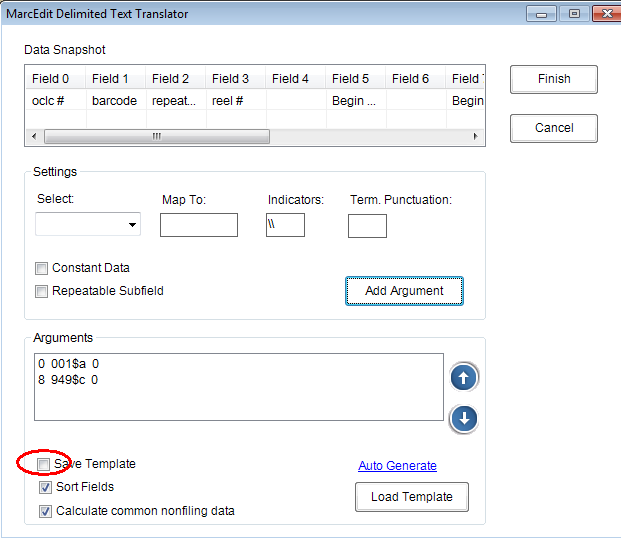 MarcEdit Delimited Text Translator
Data Snapshot
Field 0 Field 1 Field 2 Field 3 Field 4 Field 5 Field 6 Field 7
oclc # barcode repeat... reel # Begin ... Begin
Finish
Cancel
Settings
Select: Map To: Indicators: Term. Punctuation:
\\
Constant Data
Repeatable Subfield
Add Argument
Arguments
0 001$a 0
8 949$c 0
Save Template
Sort Fields
Calculate common nonfiling data
Auto Generate
Load Template